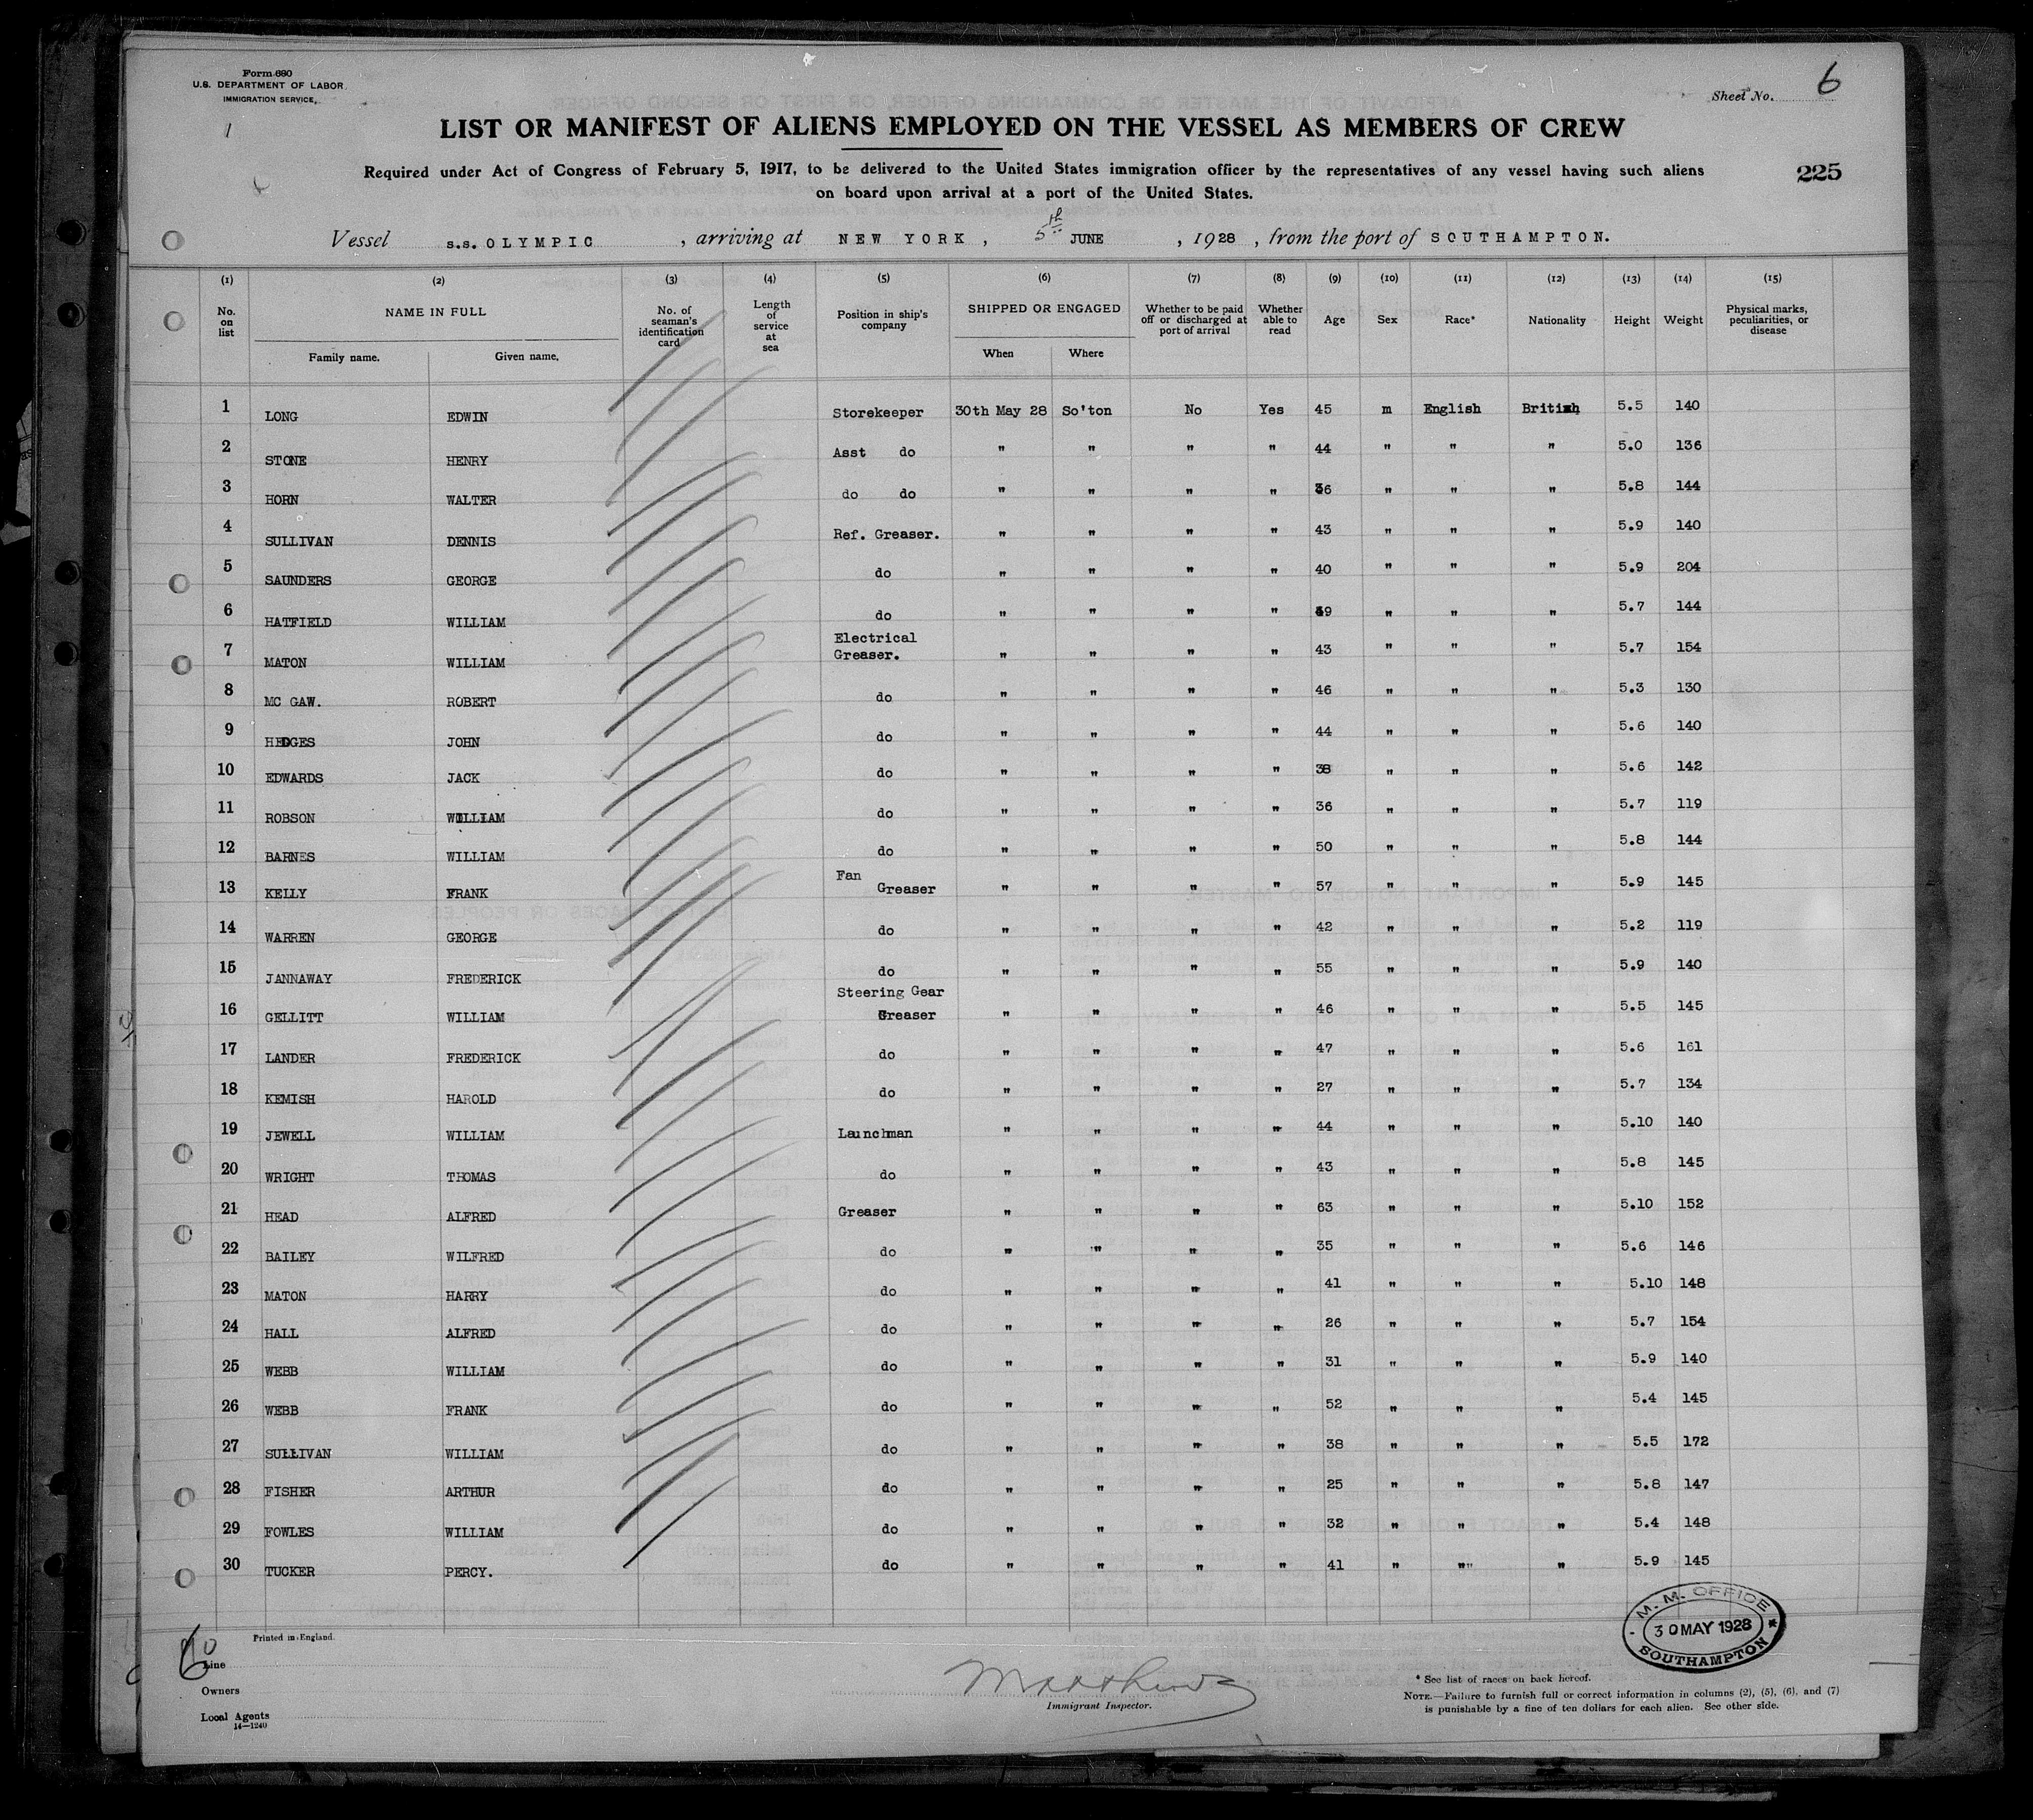 Form 680
U.S. DEPARTMENT OF LABOR
IMMIGRATION SERVICE
1
Sheet No. 6
LIST OR MANIFEST OF ALIENS EMPLOYED ON THE VESSEL AS MEMBERS OF CREW
Required under Act of Congress of February 5, 1917, to be delivered to the United States immigration officer by the representatives of any vessel having such aliens
on board upon arrival at a port of the United States.
225
Vessel s.s. OLYMPIC , arriving at NEW YORK , 5th JUNE , 1928 , from the port of SOUTHAMPTON.
(1) (2) (3) (4) (5) (6) (7) (8) (9) (10) (11) (12) (13) (14) (15)
No. on list NAME IN FULL No. of seaman's identification card Length of service at sea Position in ship's company SHIPPED OR ENGAGED Whether to be paid off or discharged at port of arrival Whether able to read Age Sex Race* Nationality Height Weight Physical marks, peculiarities, or disease
Family name. Given name. When Where
1 LONG EDWIN Storekeeper 30th May 28 So'ton No Yes 45 m English British 5.5 140
2 STONE HENRY Asst do " " " " 44 " " " 5.0 136
3 HORN WALTER do do " " " " 36 " " " 5.8 144
4 SULLIVAN DENNIS Ref. Greaser. " " " " 43 " " " 5.9 140
5 SAUNDERS GEORGE do " " " " 40 " " " 5.9 204
6 HATFIELD WILLIAM do " " " " " " " 5.7 144
7 MATON WILLIAM Electrical Greaser. " " " " 43 " " " 5.7 154
8 MC GAW. ROBERT do " " " " 46 " " " 5.3 130
9 HEDGES JOHN do " " " " 44 " " " 5.6 140
10 EDWARDS JACK do " " " " 38 " " " 5.6 142
11 ROBSON WILLIAM do " " " " 36 " " " 5.7 119
12 BARNES WILLIAM do " " " " 50 " " " 5.8 144
13 KELLY FRANK Fan Greaser " " " " 57 " " " 5.9 145
14 WARREN GEORGE do " " " " 42 " " " 5.2 119
15 JANNAWAY FREDERICK do " " " " 55 " " " 5.9 140
16 GELLITT WILLIAM Steering Gear Greaser " " " " 46 " " " 5.5 145
17 LANDER FREDERICK do " " " " 47 " " " 5.6 161
18 KEMISH HAROLD do " " " " 27 " " " 5.7 134
19 JEWELL WILLIAM Launchman " " " " 44 " " " 5.10 140
20 WRIGHT THOMAS do " " " " 43 " " " 5.8 145
21 HEAD ALFRED Greaser " " " " 63 " " " 5.10 152
22 BAILEY WILFRED do " " " " 35 " " " 5.6 146
23 MATON HARRY do " " " " 41 " " " 5.10 148
24 HALL ALFRED do " " " " 26 " " " 5.7 154
25 WEBB WILLIAM do " " " " 31 " " " 5.9 140
26 WEBB FRANK do " " " " 52 " " " 5.4 145
27 SULLIVAN WILLIAM do " " " " 38 " " " 5.5 172
28 FISHER ARTHUR do " " " " 25 " " " 5.8 147
29 FOWLES WILLIAM do " " " " 32 " " " 5.4 148
30 TUCKER PERCY. do " " " " 41 " "" " 5.9 145
M. M. OFFICE
30 MAY 1928
SOUTHAMPTON
Printed in England.
Line
Owners
Local Agents
14—1240
Matthews
Immigrant Inspector.
* See list of races on back hereof.
NOTE.—Failure to furnish full or correct information in columns (2), (5), (6), and (7)
is punishable by a fine of ten dollars for each alien. See other side.